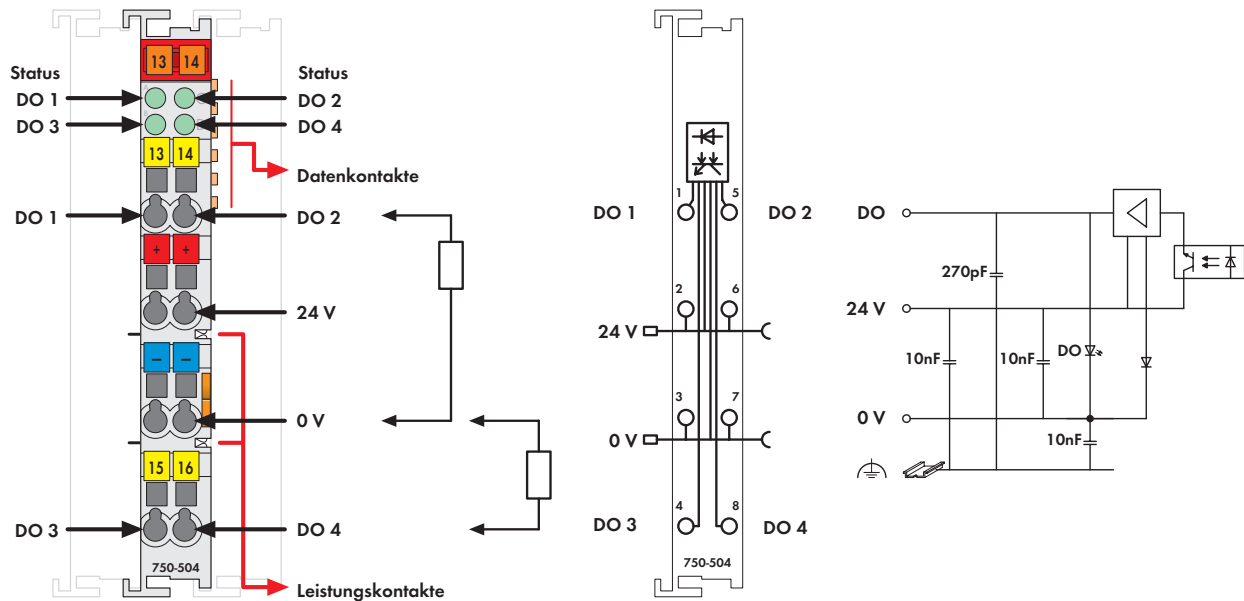 13 14
Status
DO 1
DO 3
Status
DO 2
DO 4
13 14
Datenkontakte
DO 1
DO 2
+ +
24 V
− −
0 V
15 16
DO 3
DO 4
750-504
Leistungskontakte
1 5
DO 1
DO 2
2 6
24 V
3 7
0 V
4 8
DO 3
DO 4
750-504
DO
270pF
24 V
10nF
10nF
DO
0 V
10nF